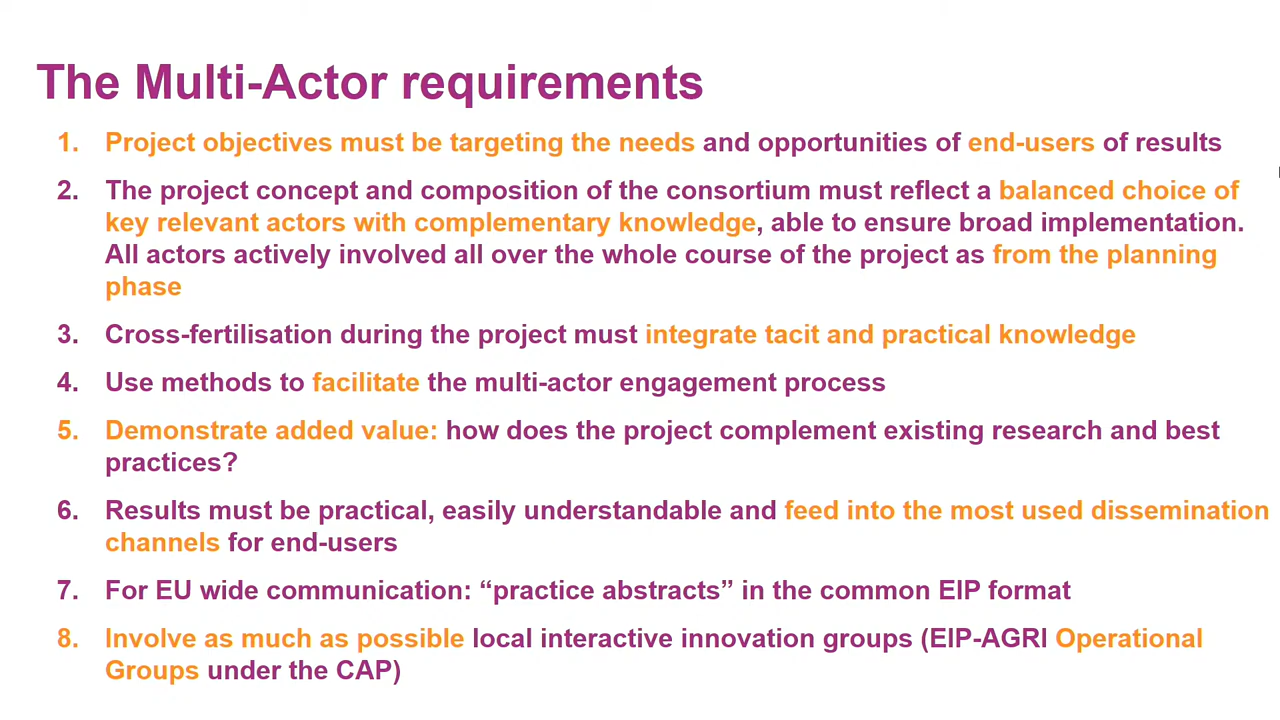 The Multi-Actor requirements
1. Project objectives must be targeting the needs and opportunities of end-users of results
2. The project concept and composition of the consortium must reflect a balanced choice of
key relevant actors with complementary knowledge, able to ensure broad implementation.
All actors actively involved all over the whole course of the project as from the planning
phase
3. Cross-fertilisation during the project must integrate tacit and practical knowledge
4. Use methods to facilitate the multi-actor engagement process
5. Demonstrate added value: how does the project complement existing research and best
practices?
6. Results must be practical, easily understandable and feed into the most used dissemination
channels for end-users
7. For EU wide communication: “practice abstracts” in the common EIP format
8. Involve as much as possible local interactive innovation groups (EIP-AGRI Operational
Groups under the CAP)